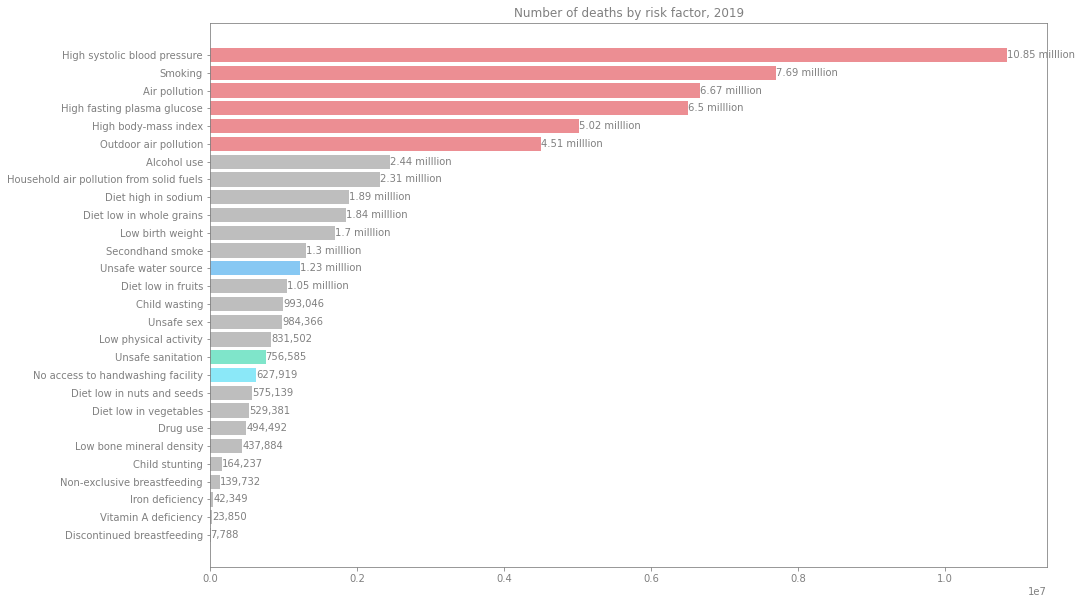 Number of deaths by risk factor, 2019
High systolic blood pressure 10.85 milllion
Smoking 7.69 milllion
Air pollution 6.67 milllion
High fasting plasma glucose 6.5 milllion
High body-mass index 5.02 milllion
Outdoor air pollution 4.51 milllion
Alcohol use 2.44 milllion
Household air pollution from solid fuels 2.31 milllion
Diet high in sodium 1.89 milllion
Diet low in whole grains 1.84 milllion
Low birth weight 1.7 milllion
Secondhand smoke 1.3 milllion
Unsafe water source 1.23 milllion
Diet low in fruits 1.05 milllion
Child wasting 993,046
Unsafe sex 984,366
Low physical activity 831,502
Unsafe sanitation 756,585
No access to handwashing facility 627,919
Diet low in nuts and seeds 575,139
Diet low in vegetables 529,381
Drug use 494,492
Low bone mineral density 437,884
Child stunting 164,237
Non-exclusive breastfeeding 139,732
Iron deficiency 42,349
Vitamin A deficiency 23,850
Discontinued breastfeeding 7,788
0.0 0.2 0.4 0.6 0.8 1.0
1e7